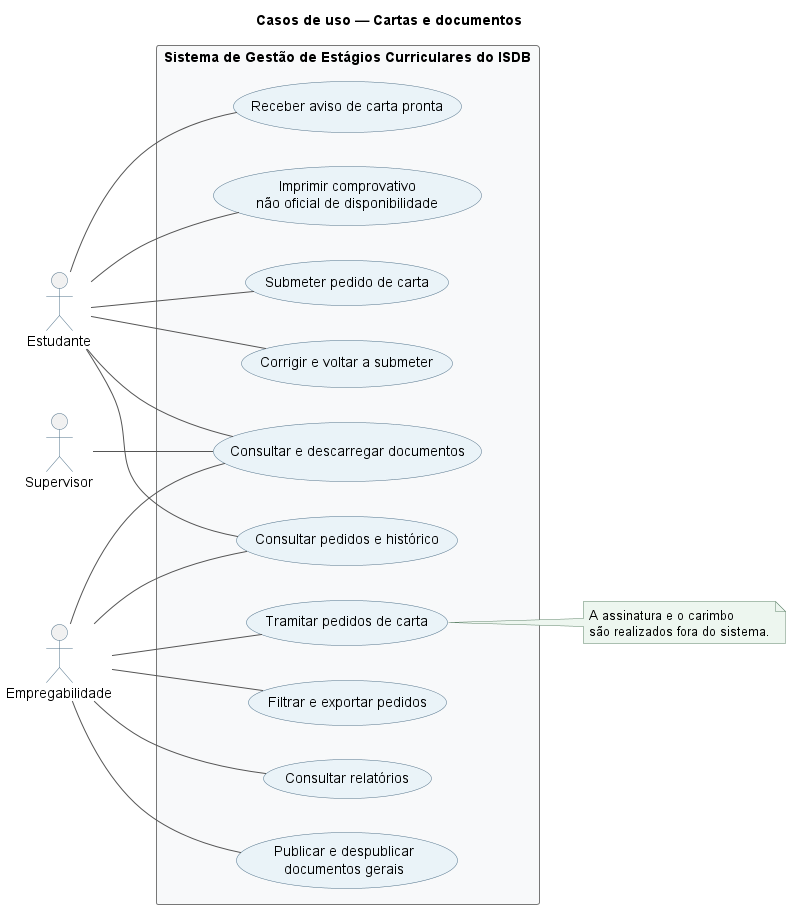 Casos de uso — Cartas e documentos
Sistema de Gestão de Estágios Curriculares do ISDB
Receber aviso de carta pronta
Imprimir comprovativo
não oficial de disponibilidade
Submeter pedido de carta
Estudante
Corrigir e voltar a submeter
Consultar e descarregar documentos
Supervisor
Consultar pedidos e histórico
A assinatura e o carimbo
são realizados fora do sistema.
Tramitar pedidos de carta
Empregabilidade
Filtrar e exportar pedidos
Consultar relatórios
Publicar e despublicar
documentos gerais